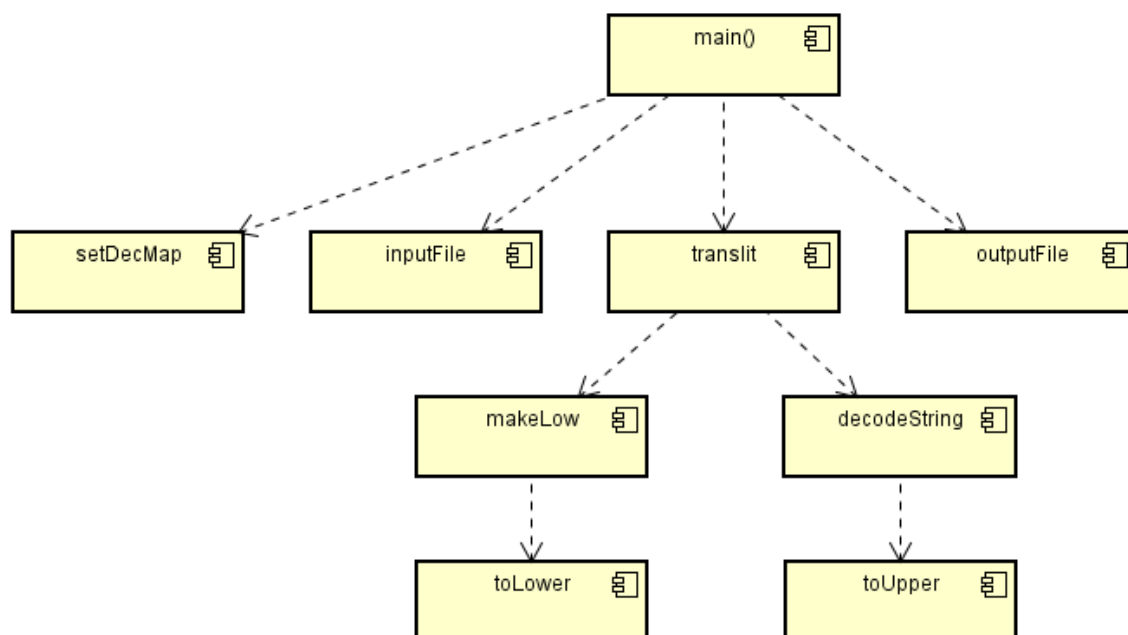 main()
setDecMap
inputFile
translit
outputFile
makeLow
decodeString
toLower
toUpper